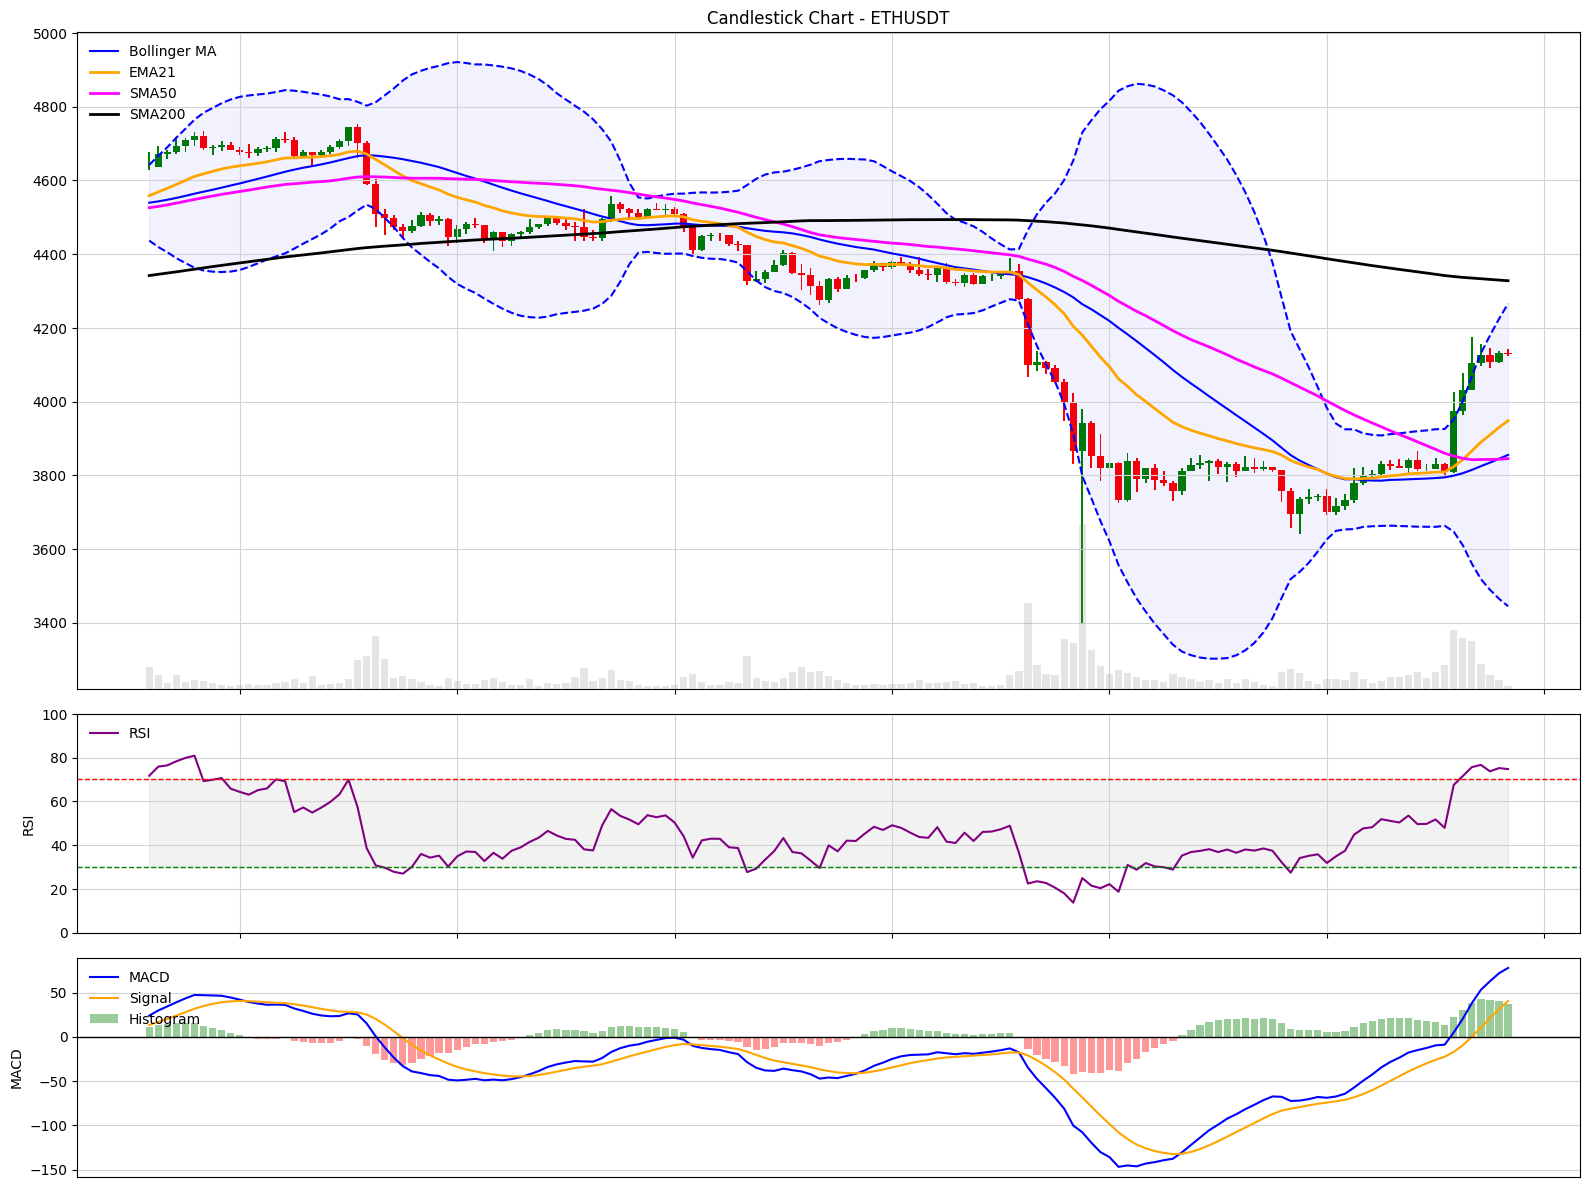 Candlestick Chart - ETHUSDT
5000
4800
4600
4400
4200
4000
3800
3600
3400
Bollinger MA
EMA21
SMA50
SMA200
100
80
60
40
20
0
RSI
RSI
50
0
−50
−100
−150
MACD
MACD
Signal
Histogram